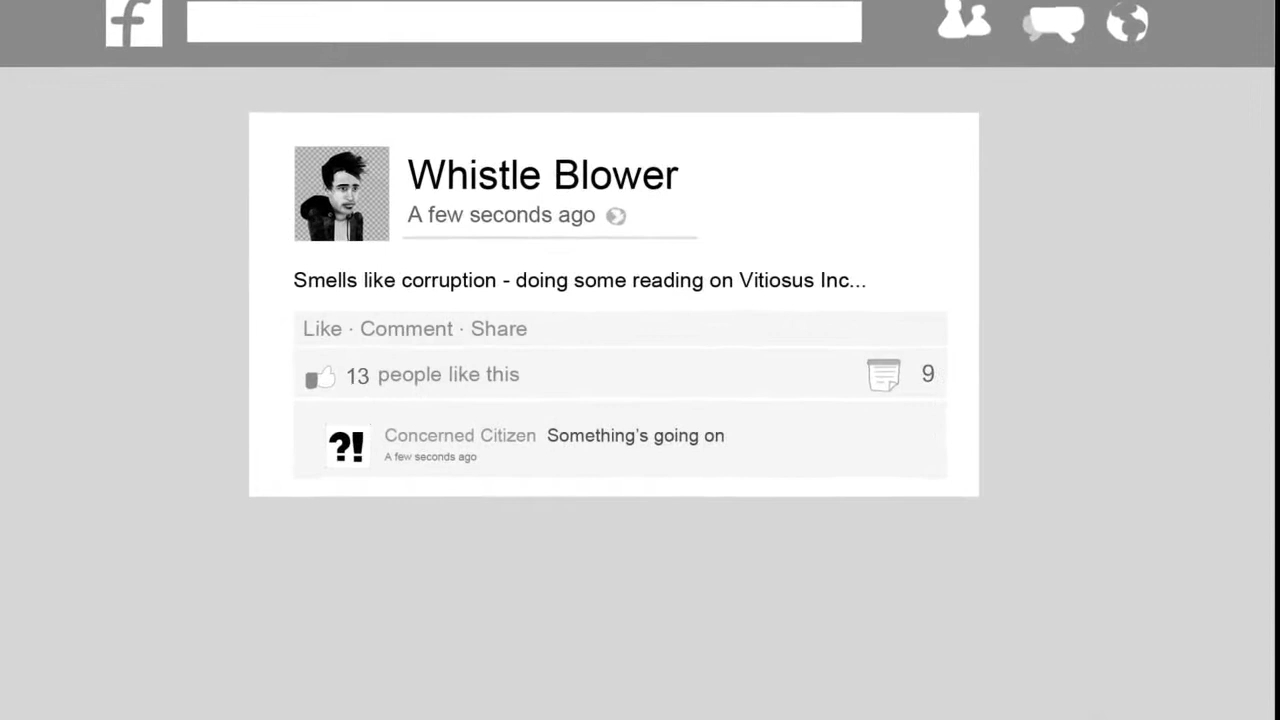 f
Whistle Blower
A few seconds ago
Smells like corruption - doing some reading on Vitiosus Inc...
Like · Comment · Share
13 people like this 9
?! Concerned Citizen Something's going on
A few seconds ago